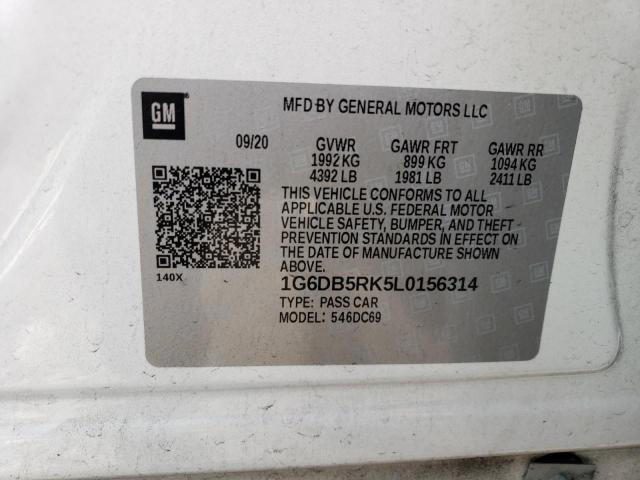 GM
MFD BY GENERAL MOTORS LLC
09/20 GVWR GAWR FRT GAWR RR
1992 KG 899 KG 1094 KG
4392 LB 1981 LB 2411 LB
THIS VEHICLE CONFORMS TO ALL
APPLICABLE U.S. FEDERAL MOTOR
VEHICLE SAFETY, BUMPER, AND THEFT
PREVENTION STANDARDS IN EFFECT ON
THE DATE OF MANUFACTURE SHOWN
ABOVE.
140X
1G6DB5RK5L0156314
TYPE: PASS CAR
MODEL: 546DC69